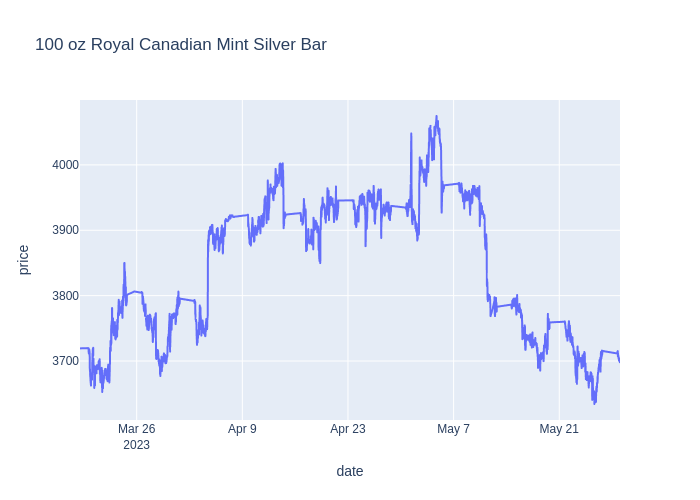 100 oz Royal Canadian Mint Silver Bar
4000
3900
3800
3700
price
Mar 26
2023
Apr 9
Apr 23
May 7
May 21
date